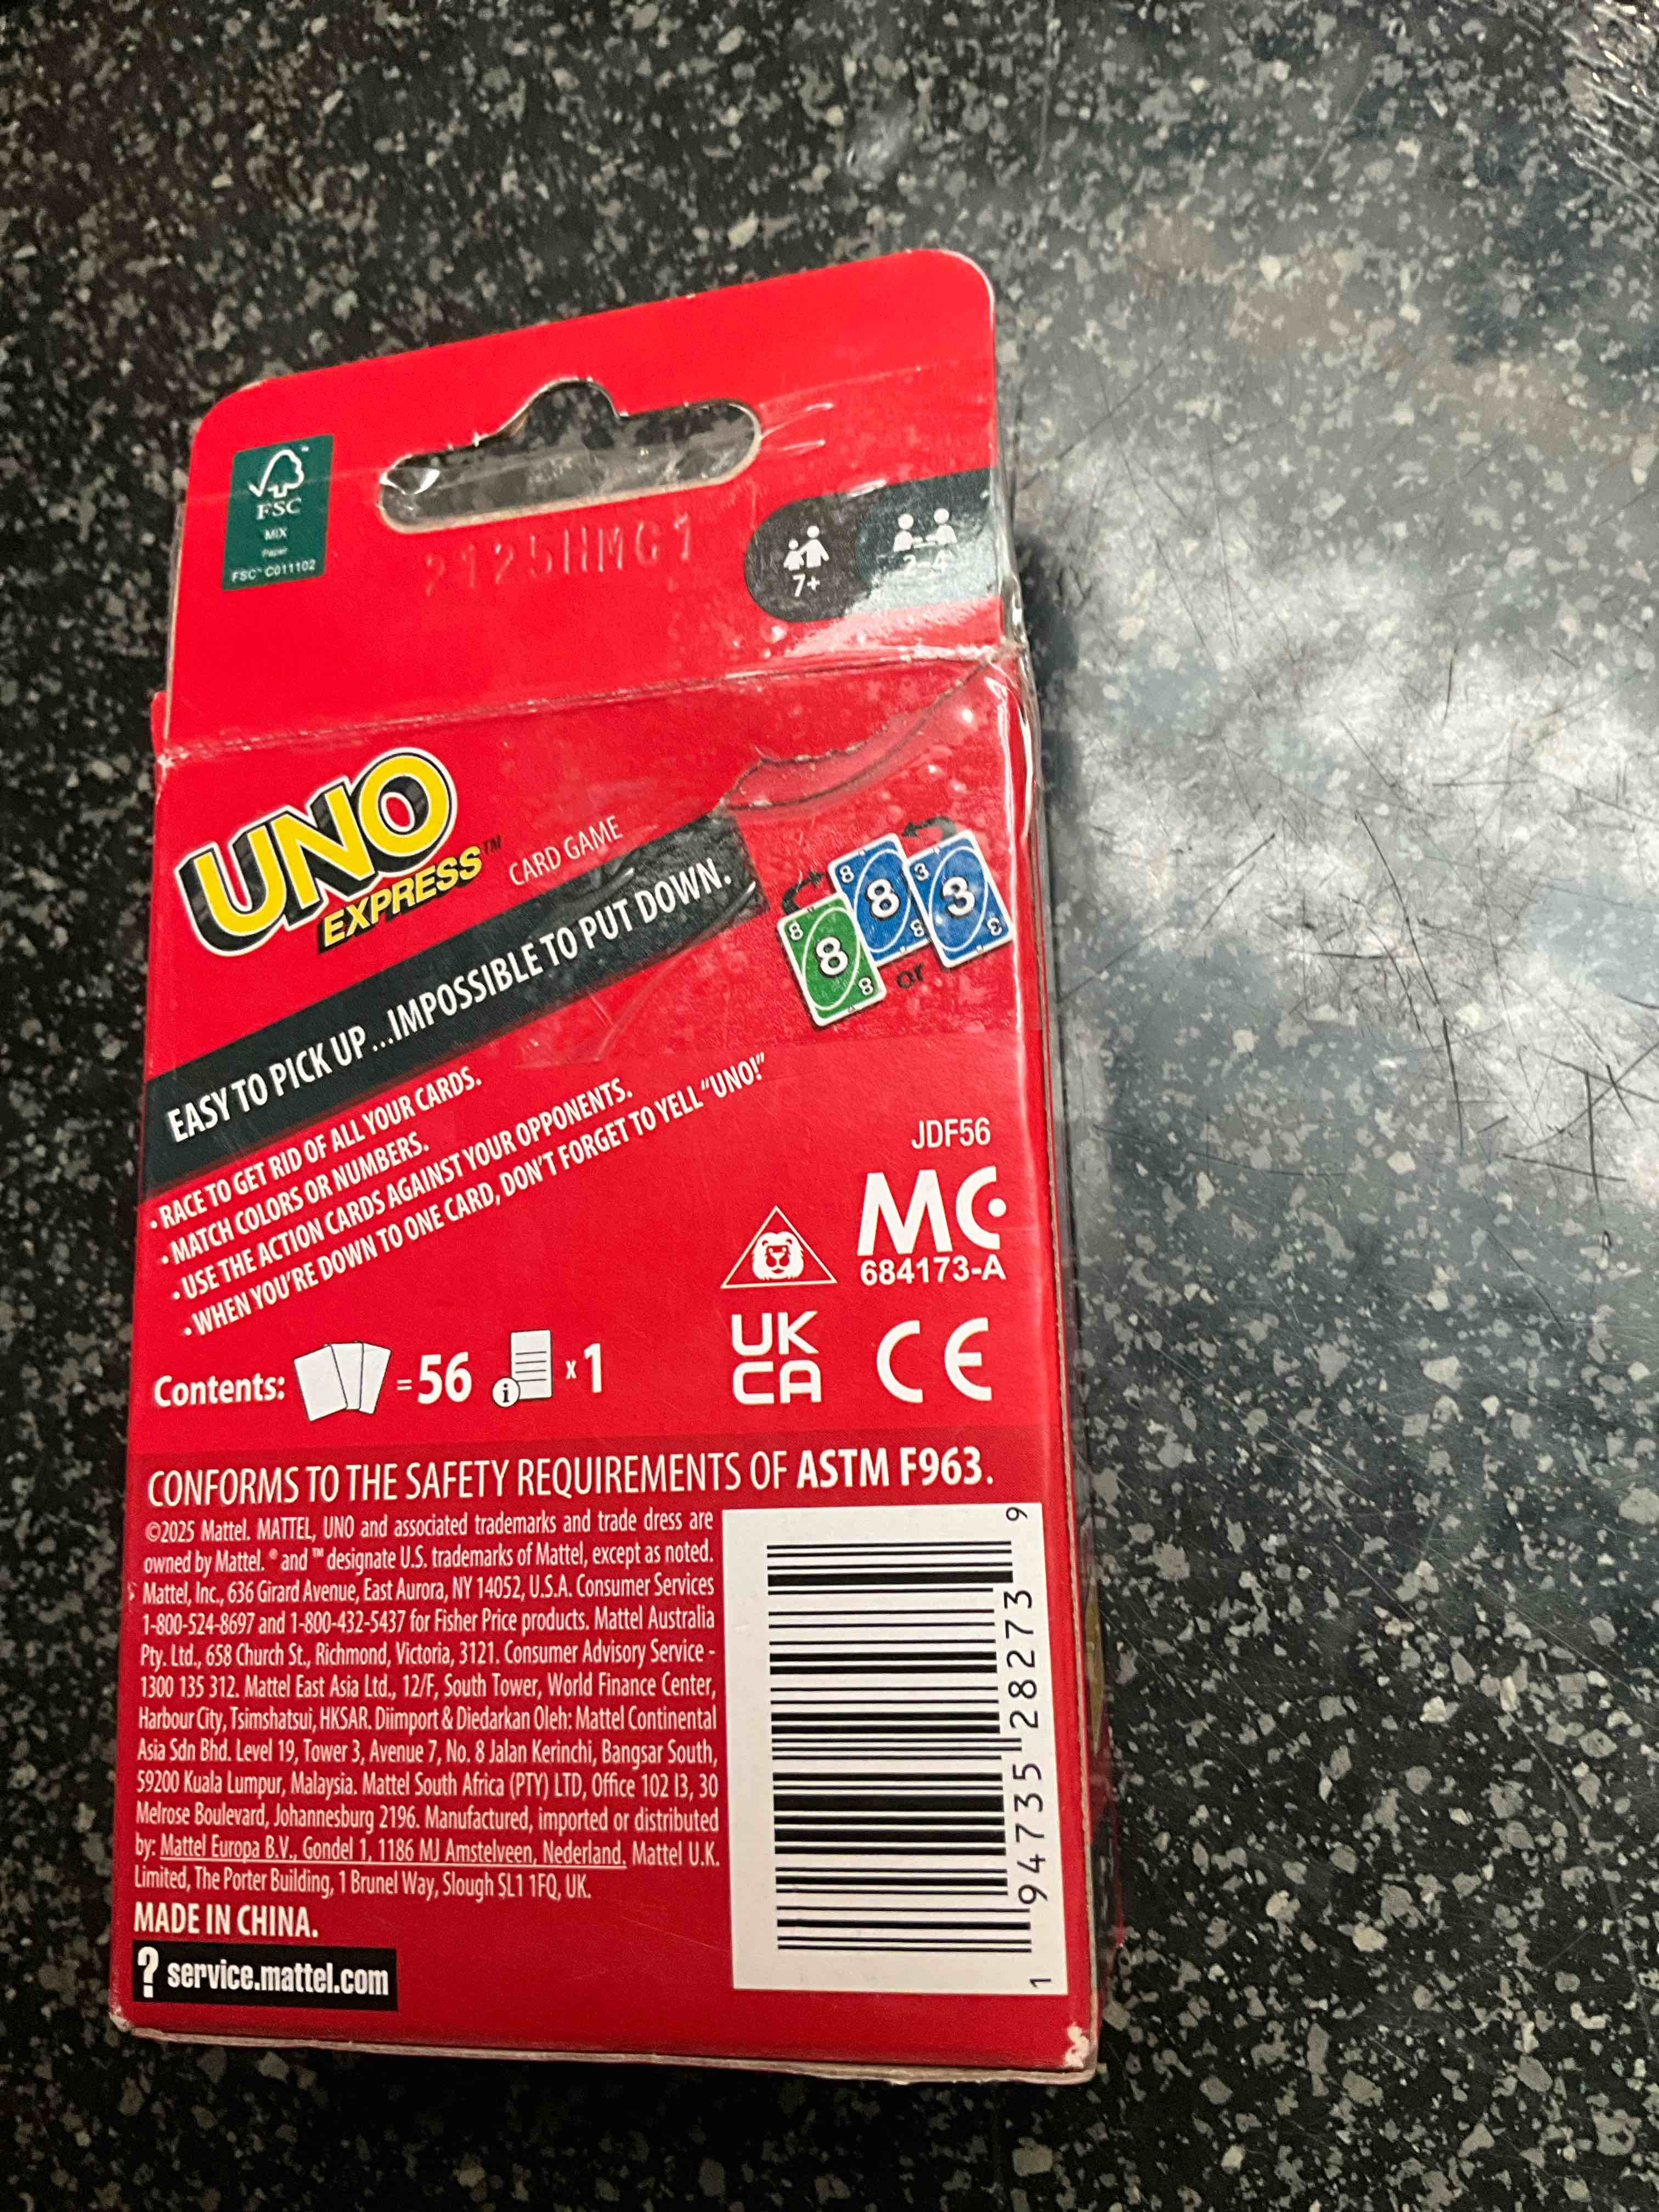 FSC™
MIX
Paper
FSC™ C011102
2125HMG1
7+
2-4
UNO
EXPRESS™
CARD GAME
EASY TO PICK UP ...IMPOSSIBLE TO PUT DOWN.
8 8 8
8 8 8
3 3 3
or
• RACE TO GET RID OF ALL YOUR CARDS.
• MATCH COLORS OR NUMBERS.
• USE THE ACTION CARDS AGAINST YOUR OPPONENTS.
• WHEN YOU'RE DOWN TO ONE CARD, DON'T FORGET TO YELL "UNO!"
JDF56
MC
684173-A
UK
CA
CE
Contents: = 56 i x 1
CONFORMS TO THE SAFETY REQUIREMENTS OF ASTM F963.
©2025 Mattel. MATTEL, UNO and associated trademarks and trade dress are
owned by Mattel. ® and ™ designate U.S. trademarks of Mattel, except as noted.
Mattel, Inc., 636 Girard Avenue, East Aurora, NY 14052, U.S.A. Consumer Services
1-800-524-8697 and 1-800-432-5437 for Fisher Price products. Mattel Australia
Pty. Ltd., 658 Church St., Richmond, Victoria, 3121. Consumer Advisory Service -
1300 135 312. Mattel East Asia Ltd., 12/F, South Tower, World Finance Center,
Harbour City, Tsimshatsui, HKSAR. Diimport & Diedarkan Oleh: Mattel Continental
Asia Sdn Bhd. Level 19, Tower 3, Avenue 7, No. 8 Jalan Kerinchi, Bangsar South,
59200 Kuala Lumpur, Malaysia. Mattel South Africa (PTY) LTD, Office 102 I3, 30
Melrose Boulevard, Johannesburg 2196. Manufactured, imported or distributed
by: Mattel Europa B.V., Gondel 1, 1186 MJ Amstelveen, Nederland. Mattel U.K.
Limited, The Porter Building, 1 Brunel Way, Slough SL1 1FQ, UK.
MADE IN CHINA.
? service.mattel.com
1 94735 28273 9